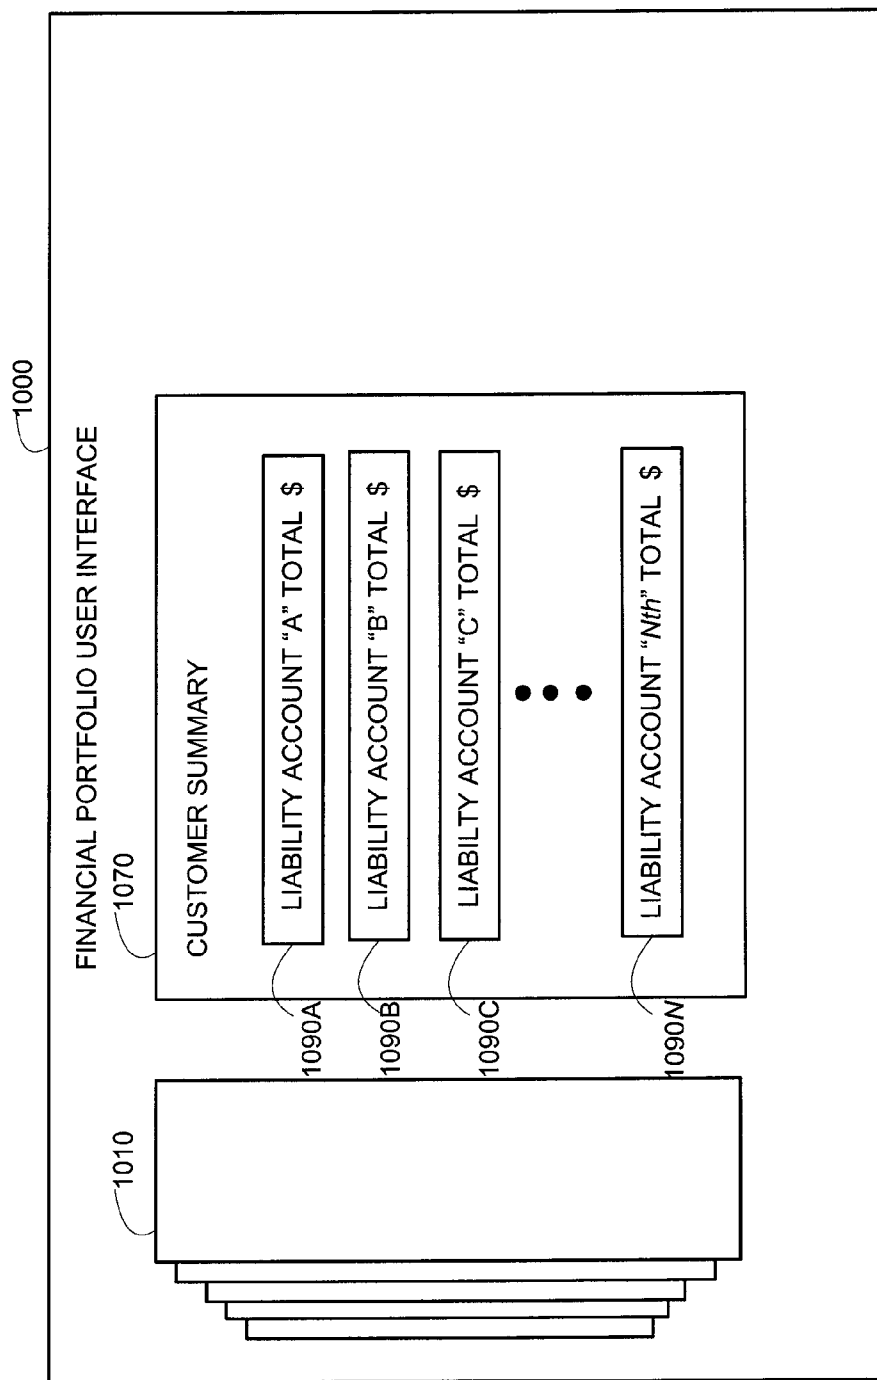 1000
FINANCIAL PORTFOLIO USER INTERFACE
1010
1070
CUSTOMER SUMMARY
1090A
LIABILITY ACCOUNT "A" TOTAL $
1090B
LIABILITY ACCOUNT "B" TOTAL $
1090C
LIABILTY ACCOUNT "C" TOTAL $
1090N
LIABILITY ACCOUNT "Nth" TOTAL $